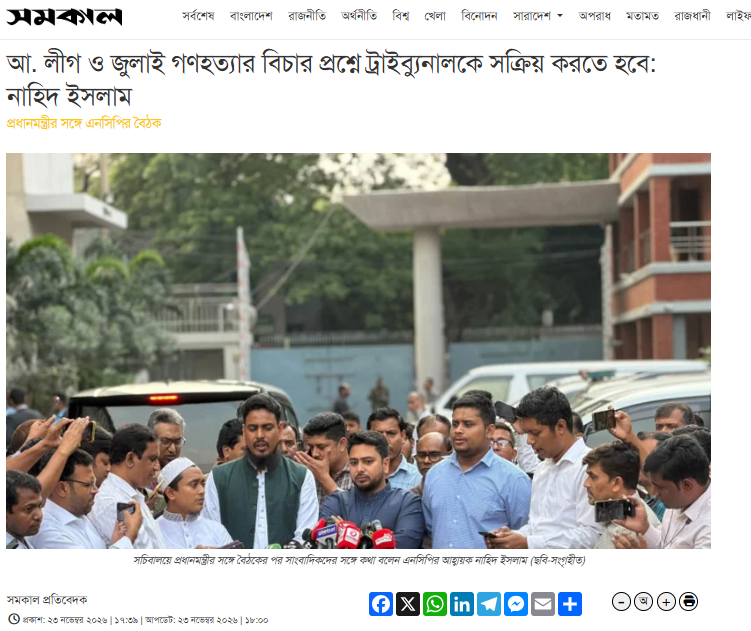 সমকাল
সর্বশেষ বাংলাদেশ রাজনীতি অর্থনীতি বিশ্ব খেলা বিনোদন সারাদেশ অপরাধ মতামত রাজধানী লাইফ
আ. লীগ ও জুলাই গণহত্যার বিচার প্রশ্নে ট্রাইব্যুনালকে সক্রিয় করতে হবে:
নাহিদ ইসলাম
প্রধানমন্ত্রীর সঙ্গে এনসিপির বৈঠক
সচিবালয়ে প্রধানমন্ত্রীর সঙ্গে বৈঠকের পর সাংবাদিকদের সঙ্গে কথা বলেন এনসিপির আহ্বায়ক নাহিদ ইসলাম (ছবি-সংগৃহীত)
সমকাল প্রতিবেদক
- অ +
প্রকাশ: ২৩ নভেম্বর ২০২৬ | ১৭:৩৯ | আপডেট: ২৩ নভেম্বর ২০২৬ | ১৮:০০